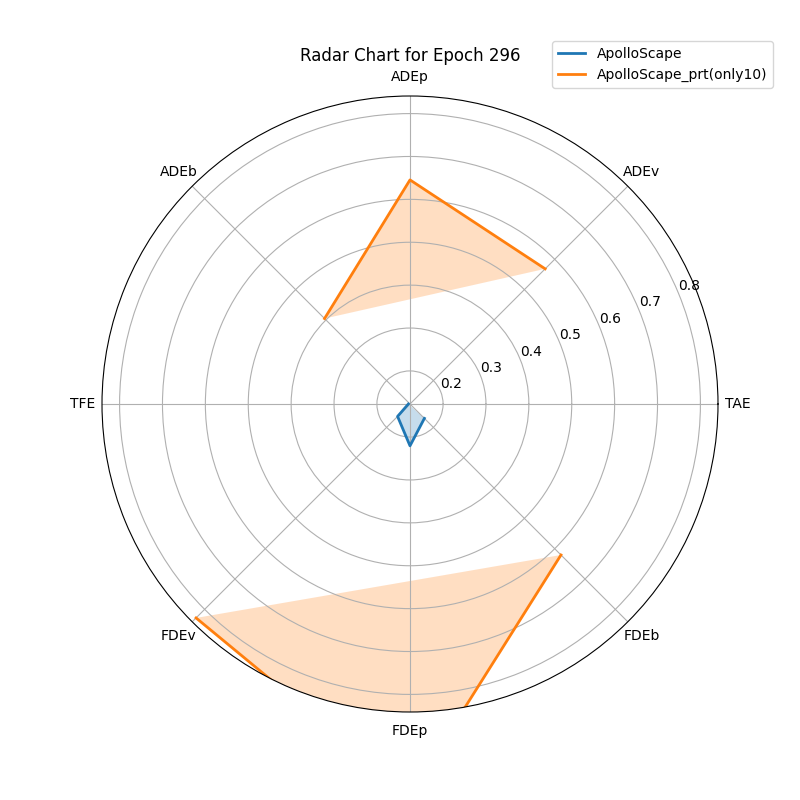 Radar Chart for Epoch 296
ApolloScape
ApolloScape_prt(only10)
ADEp
ADEb
ADEv
0.8
0.7
0.6
0.5
0.4
0.3
0.2
TFE
TAE
FDEv
FDEb
FDEp